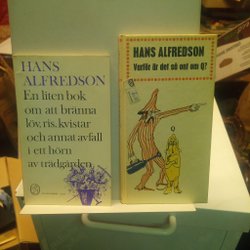 HANS
ALFREDSON
En liten bok
om att bränna
löv, ris, kvistar
och annat avfall
i ett hörn
av trädgården
HANS ALFREDSON
Varför är det så ont om Q?
Q